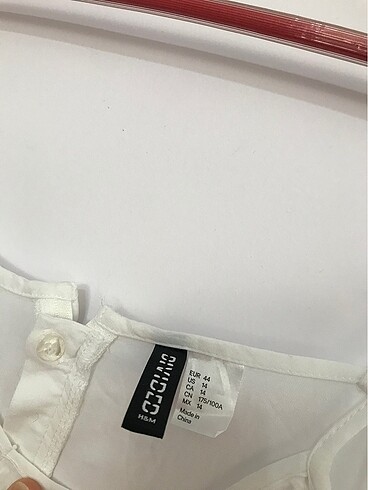 DIVIDED
H&M
EUR 44
US 14
CA 14
CN 175/100A
MX 14
Made in
China